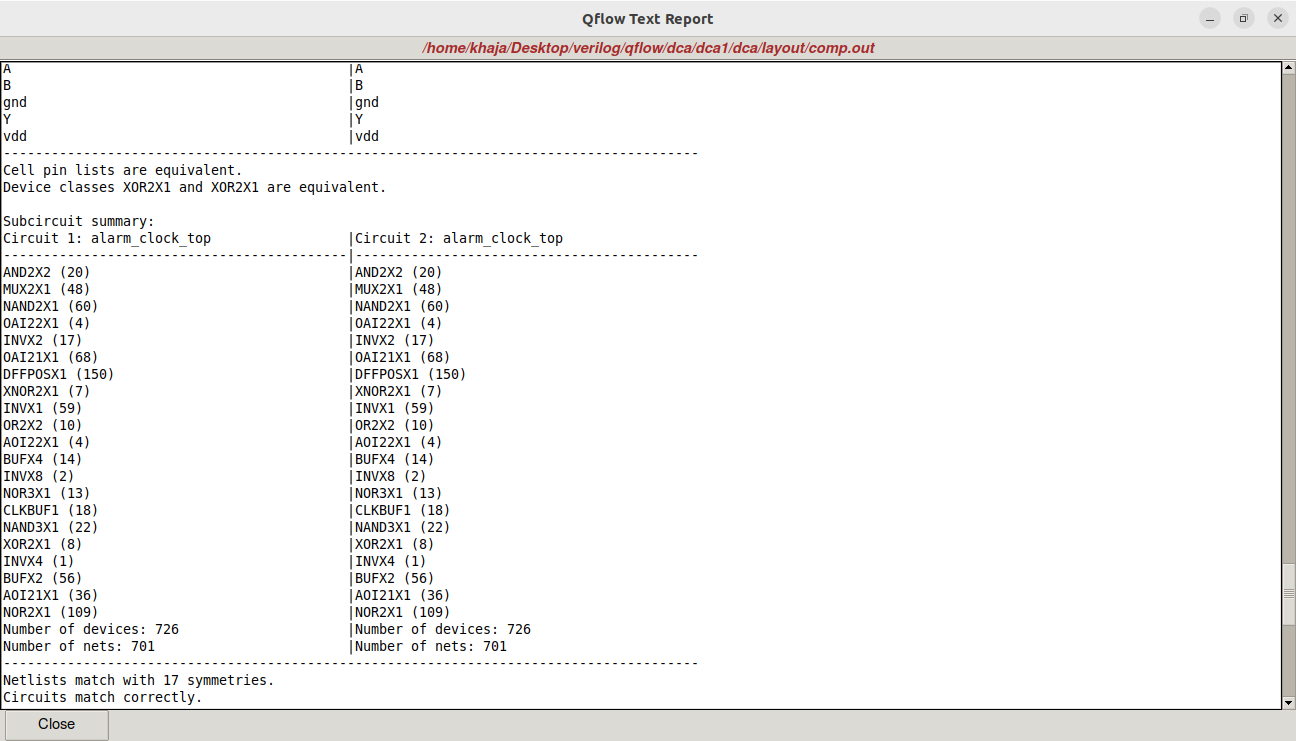 Qflow Text Report
/home/khaja/Desktop/verilog/qflow/dca/dca1/dca/layout/comp.out
A |A
B |B
gnd |gnd
Y |Y
vdd |vdd
---------------------------------------------------------------------------------------
Cell pin lists are equivalent.
Device classes XOR2X1 and XOR2X1 are equivalent.
Subcircuit summary:
Circuit 1: alarm_clock_top |Circuit 2: alarm_clock_top
-------------------------------------------|-------------------------------------------
AND2X2 (20) |AND2X2 (20)
MUX2X1 (48) |MUX2X1 (48)
NAND2X1 (60) |NAND2X1 (60)
OAI22X1 (4) |OAI22X1 (4)
INVX2 (17) |INVX2 (17)
OAI21X1 (68) |OAI21X1 (68)
DFFPOSX1 (150) |DFFPOSX1 (150)
XNOR2X1 (7) |XNOR2X1 (7)
INVX1 (59) |INVX1 (59)
OR2X2 (10) |OR2X2 (10)
AOI22X1 (4) |AOI22X1 (4)
BUFX4 (14) |BUFX4 (14)
INVX8 (2) |INVX8 (2)
NOR3X1 (13) |NOR3X1 (13)
CLKBUF1 (18) |CLKBUF1 (18)
NAND3X1 (22) |NAND3X1 (22)
XOR2X1 (8) |XOR2X1 (8)
INVX4 (1) |INVX4 (1)
BUFX2 (56) |BUFX2 (56)
AOI21X1 (36) |AOI21X1 (36)
NOR2X1 (109) |NOR2X1 (109)
Number of devices: 726 |Number of devices: 726
Number of nets: 701 |Number of nets: 701
---------------------------------------------------------------------------------------
Netlists match with 17 symmetries.
Circuits match correctly.
Close